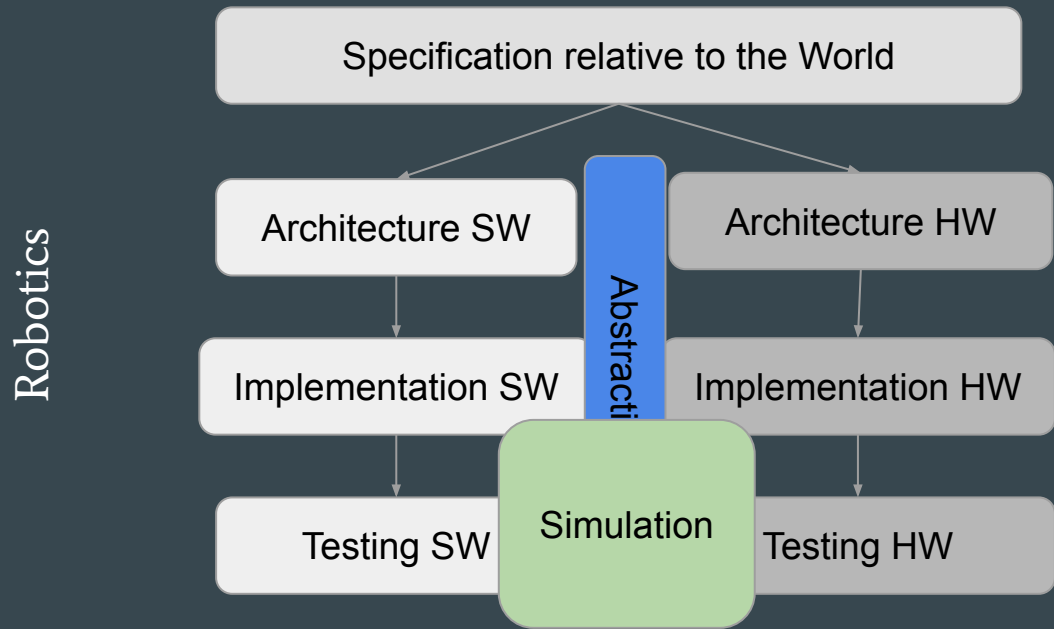 Robotics
Specification relative to the World
Architecture SW
Architecture HW
Abstracti
Implementation SW
Implementation HW
Testing SW
Simulation
Testing HW